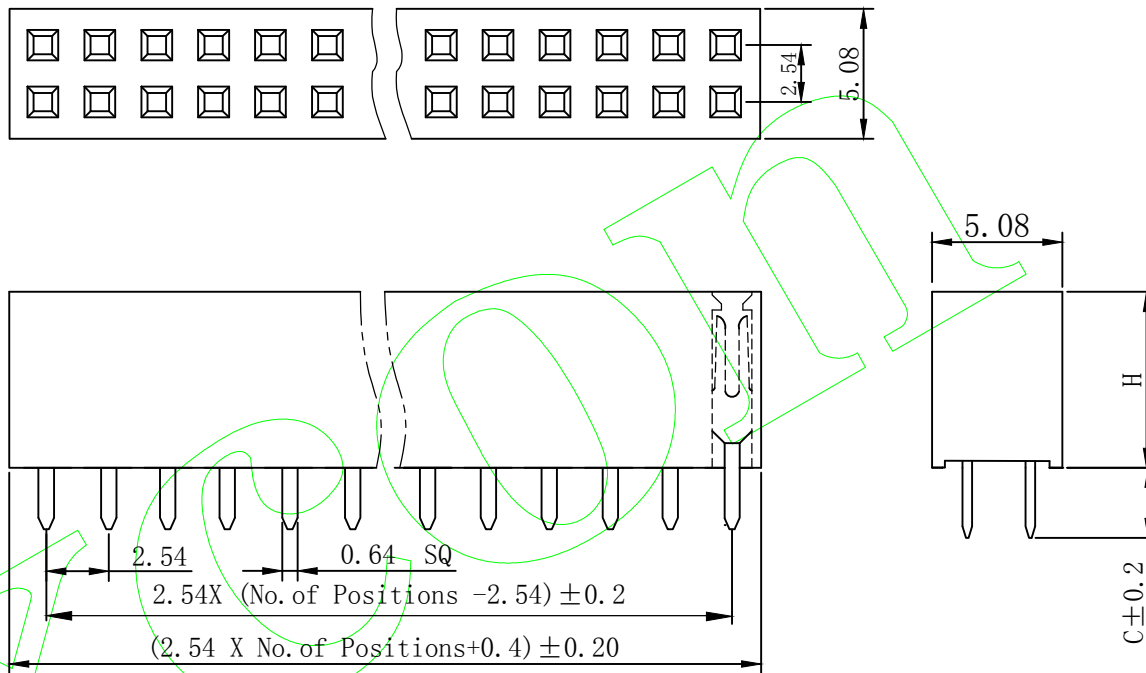 2.54
5.08
5.08
H
2.54
0.64 SQ
2.54X (No.of Positions -2.54)±0.2
(2.54 X No.of Positions+0.4)±0.20
C±0.2